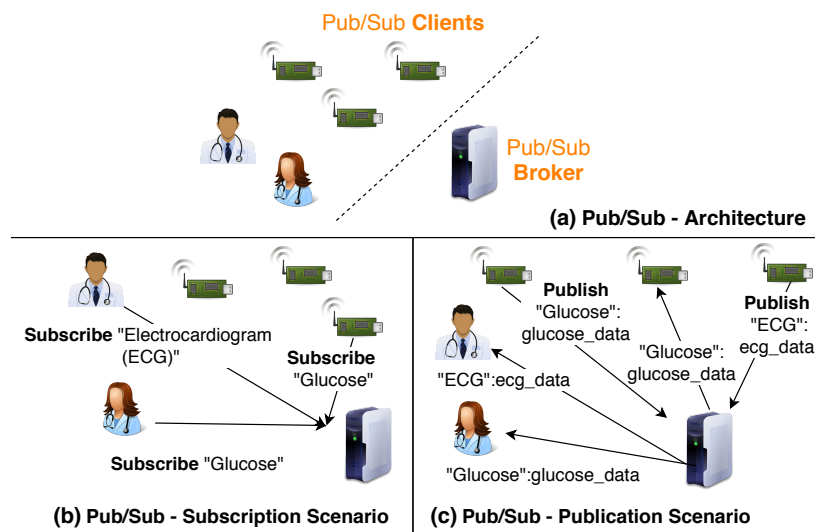 Pub/Sub Clients
Pub/Sub
Broker
(a) Pub/Sub - Architecture
Subscribe "Electrocardiogram
(ECG)"
Subscribe
"Glucose"
Subscribe "Glucose"
(b) Pub/Sub - Subscription Scenario
Publish
"Glucose":
glucose_data
"Glucose":
glucose_data
Publish
"ECG":
ecg_data
"ECG":ecg_data
"Glucose":glucose_data
(c) Pub/Sub - Publication Scenario